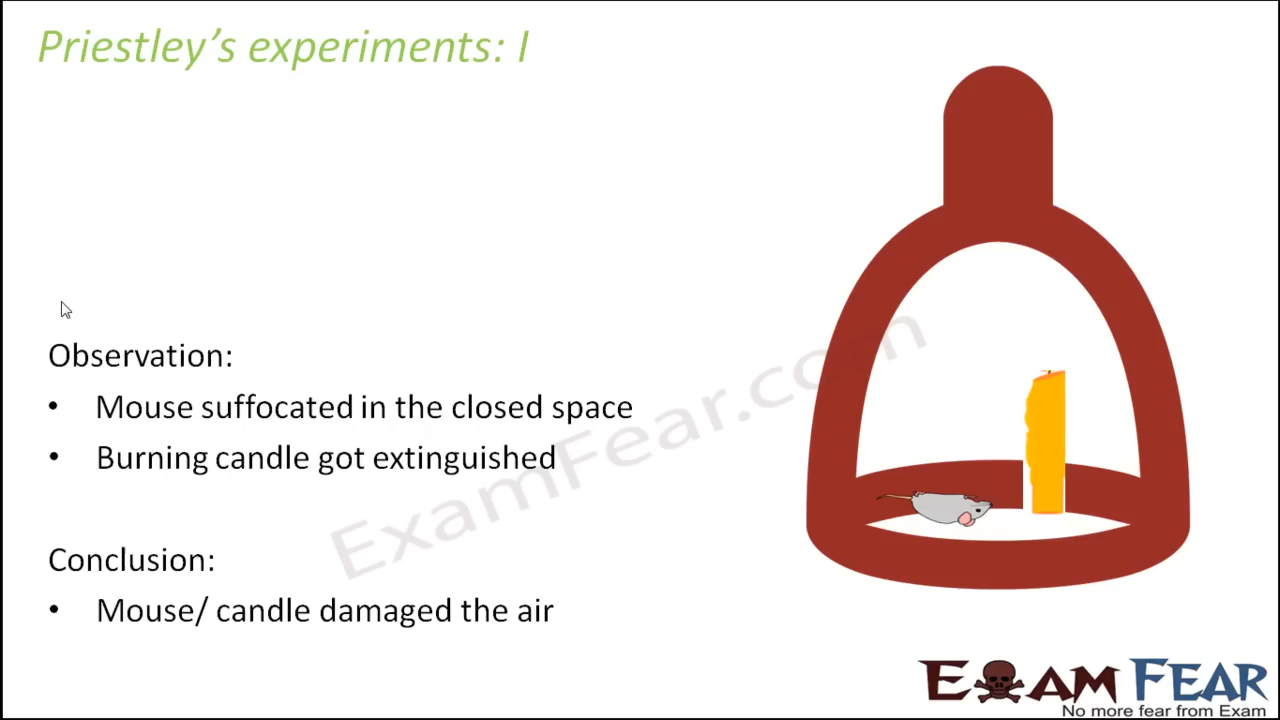 Priestley’s experiments: I
Observation:
• Mouse suffocated in the closed space
• Burning candle got extinguished
Conclusion:
• Mouse/ candle damaged the air
ExamFear.com
EXAM FEAR
No more fear from Exam